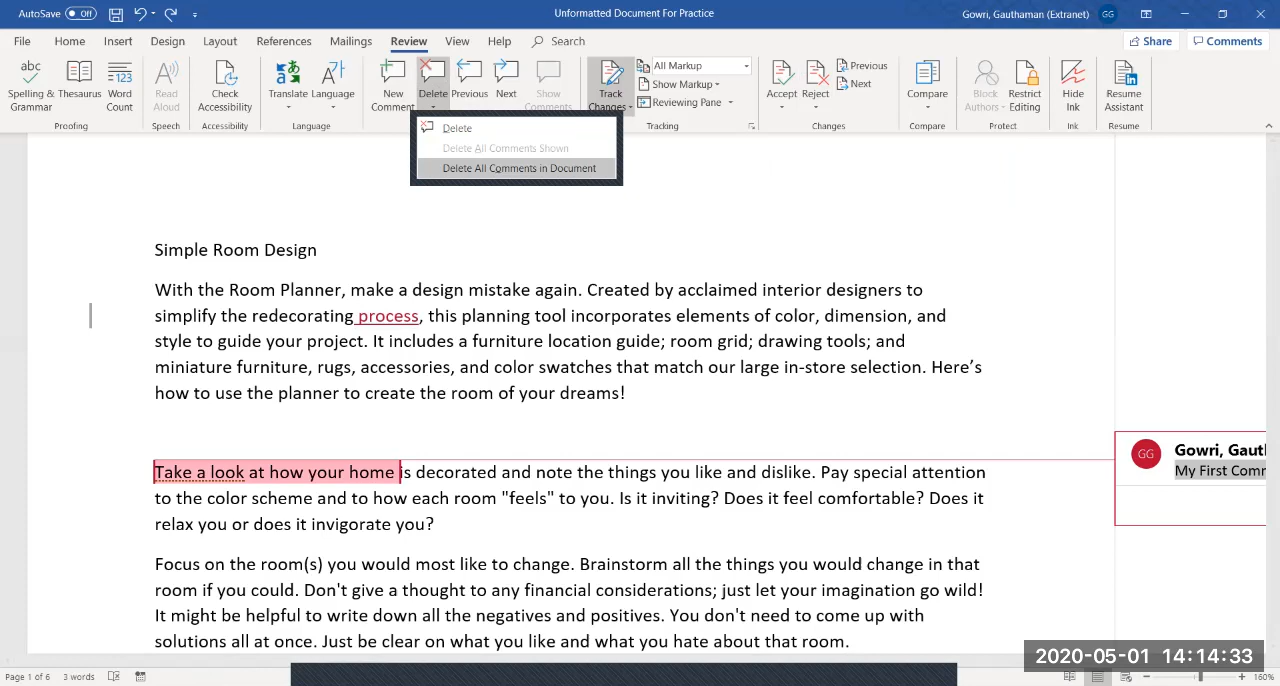 AutoSave Off
Unformatted Document For Practice
Gowri, Gauthaman (Extranet) GG
File Home Insert Design Layout References Mailings Review View Help Search
Share Comments
abc
Spelling & Grammar
Thesaurus
123
Word Count
Proofing
Read Aloud
Speech
Check Accessibility
Accessibility
Translate
Language
Language
New Comment
Delete
Previous
Next
Show Comments
Track Changes
All Markup
Show Markup
Reviewing Pane
Tracking
Accept
Reject
Previous
Next
Changes
Compare
Compare
Block Authors
Restrict Editing
Protect
Hide Ink
Ink
Resume Assistant
Resume
Delete
Delete All Comments Shown
Delete All Comments in Document
Simple Room Design
With the Room Planner, make a design mistake again. Created by acclaimed interior designers to
simplify the redecorating process, this planning tool incorporates elements of color, dimension, and
style to guide your project. It includes a furniture location guide; room grid; drawing tools; and
miniature furniture, rugs, accessories, and color swatches that match our large in-store selection. Here’s
how to use the planner to create the room of your dreams!
Take a look at how your home is decorated and note the things you like and dislike. Pay special attention
to the color scheme and to how each room "feels" to you. Is it inviting? Does it feel comfortable? Does it
relax you or does it invigorate you?
Focus on the room(s) you would most like to change. Brainstorm all the things you would change in that
room if you could. Don't give a thought to any financial considerations; just let your imagination go wild!
It might be helpful to write down all the negatives and positives. You don't need to come up with
solutions all at once. Just be clear on what you like and what you hate about that room.
GG
Gowri, Gaut
My First Com
2020-05-01 14:14:33
Page 1 of 6 3 words
160%